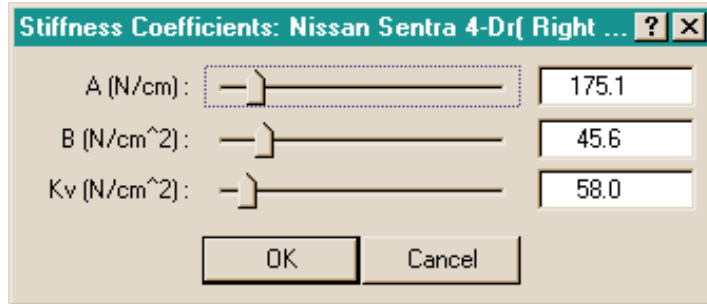 Stiffness Coefficients: Nissan Sentra 4-Dr( Right ... ? ×
A (N/cm) : 175.1
B (N/cm^2) : 45.6
Kv (N/cm^2) : 58.0
OK Cancel